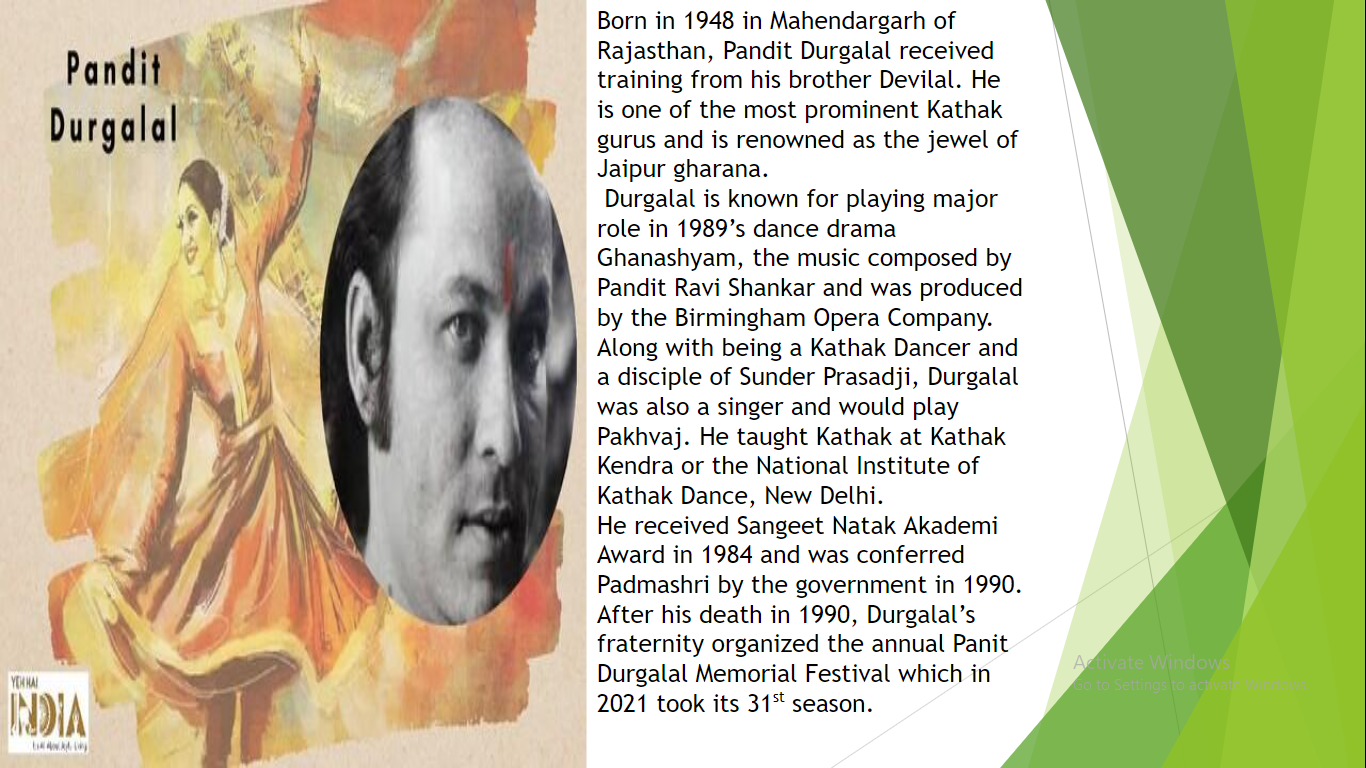 Pandit
Durgalal
YEH HAI
INDIA
Born in 1948 in Mahendargarh of
Rajasthan, Pandit Durgalal received
training from his brother Devilal. He
is one of the most prominent Kathak
gurus and is renowned as the jewel of
Jaipur gharana.
Durgalal is known for playing major
role in 1989’s dance drama
Ghanashyam, the music composed by
Pandit Ravi Shankar and was produced
by the Birmingham Opera Company.
Along with being a Kathak Dancer and
a disciple of Sunder Prasadji, Durgalal
was also a singer and would play
Pakhvaj. He taught Kathak at Kathak
Kendra or the National Institute of
Kathak Dance, New Delhi.
He received Sangeet Natak Akademi
Award in 1984 and was conferred
Padmashri by the government in 1990.
After his death in 1990, Durgalal’s
fraternity organized the annual Panit
Durgalal Memorial Festival which in
2021 took its 31st season.
Activate Windows
Go to Settings to activate Windows.